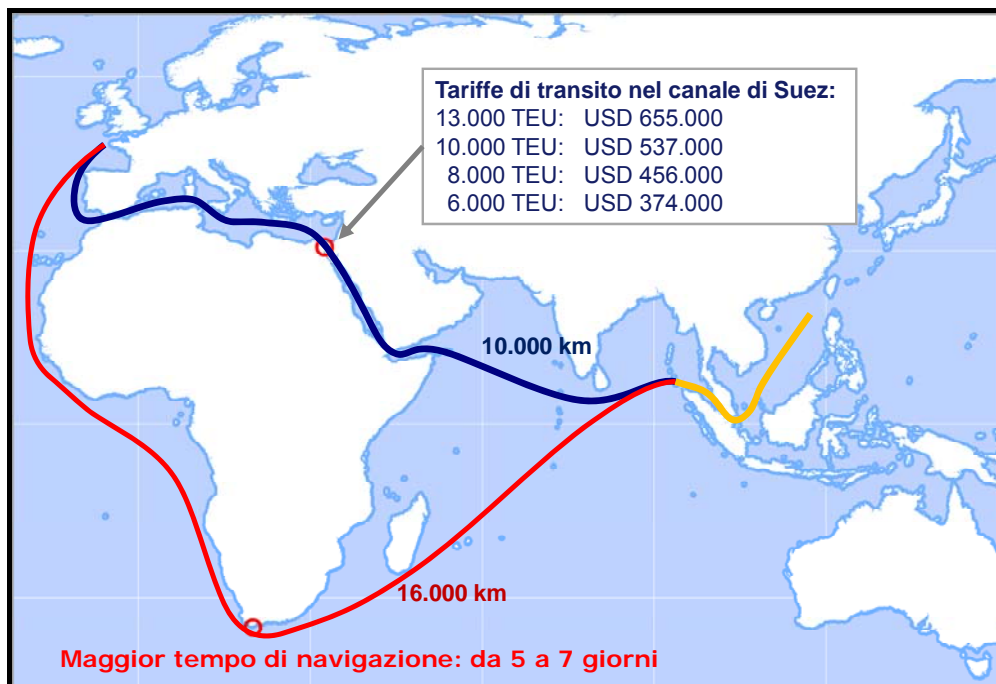 Tariffe di transito nel canale di Suez:
13.000 TEU: USD 655.000
10.000 TEU: USD 537.000
8.000 TEU: USD 456.000
6.000 TEU: USD 374.000
10.000 km
16.000 km
Maggior tempo di navigazione: da 5 a 7 giorni